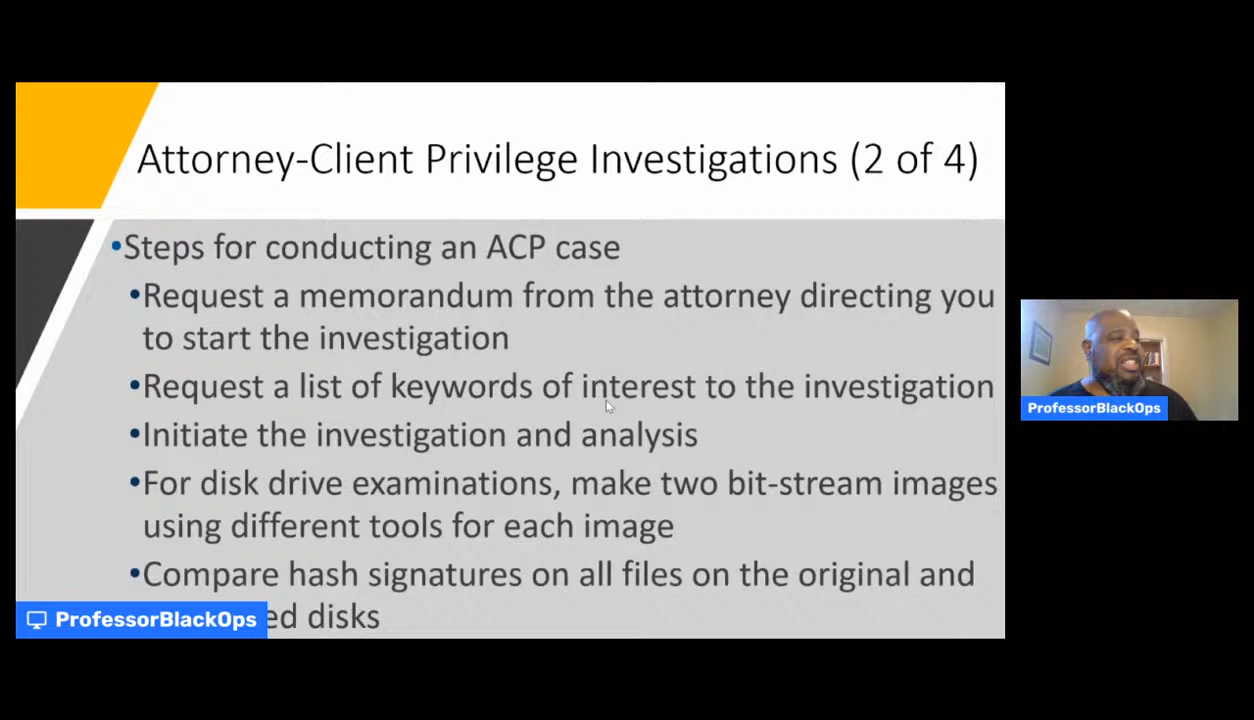 Attorney-Client Privilege Investigations (2 of 4)
•Steps for conducting an ACP case
•Request a memorandum from the attorney directing you
to start the investigation
•Request a list of keywords of interest to the investigation
•Initiate the investigation and analysis
•For disk drive examinations, make two bit-stream images
using different tools for each image
•Compare hash signatures on all files on the original and
ed disks
ProfessorBlackOps
ProfessorBlackOps